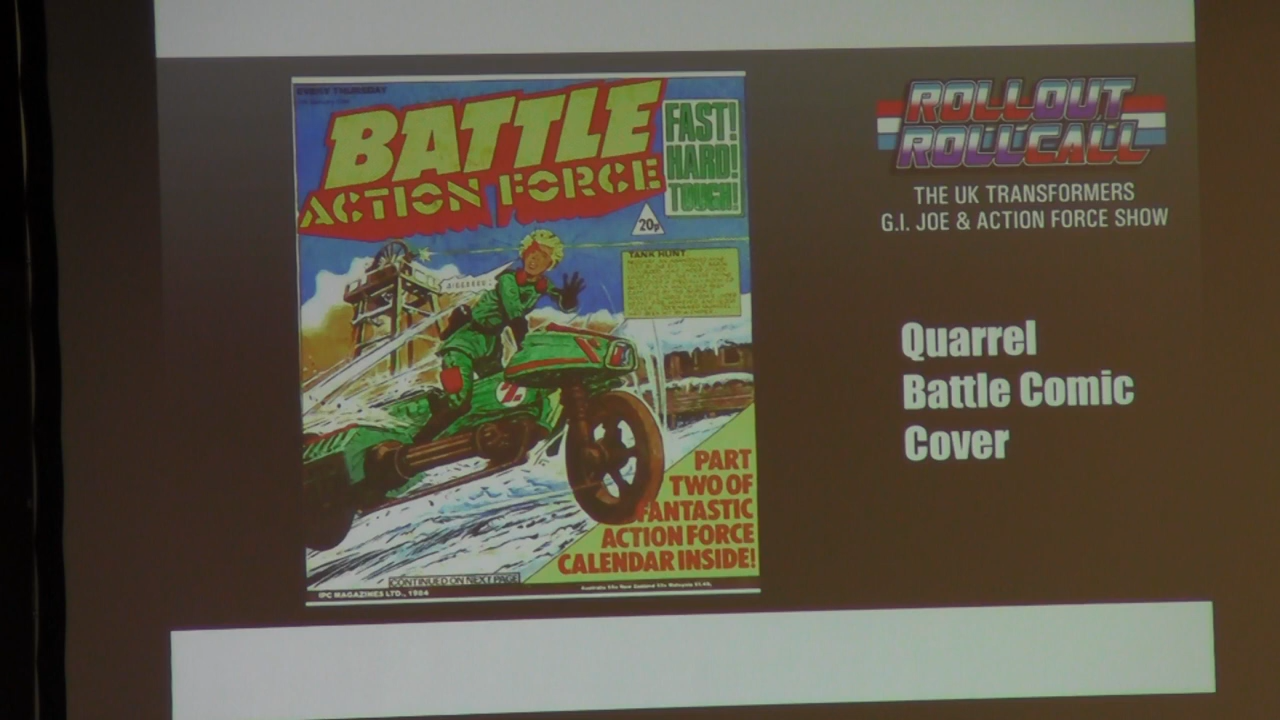 EVERY THURSDAY
BATTLE
ACTION FORCE
FAST!
HARD!
TOUGH!
20p
TANK HUNT
PART
TWO OF
FANTASTIC
ACTION FORCE
CALENDAR INSIDE!
CONTINUED ON NEXT PAGE
IPC MAGAZINES LTD., 1984
ROLLOUT
ROLLCALL
THE UK TRANSFORMERS
G.I. JOE & ACTION FORCE SHOW
Quarrel
Battle Comic
Cover